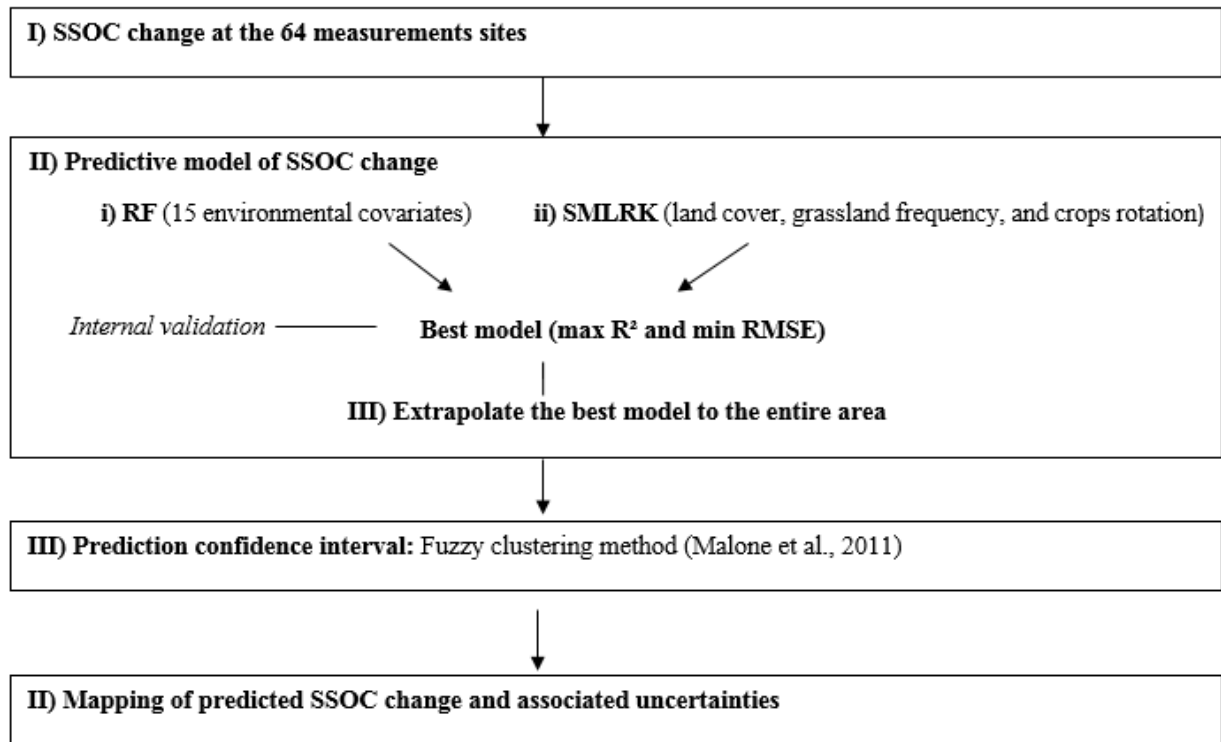 I) SSOC change at the 64 measurements sites
II) Predictive model of SSOC change
i) RF (15 environmental covariates)
ii) SMLRK (land cover, grassland frequency, and crops rotation)
Internal validation
Best model (max R² and min RMSE)
III) Extrapolate the best model to the entire area
III) Prediction confidence interval: Fuzzy clustering method (Malone et al., 2011)
II) Mapping of predicted SSOC change and associated uncertainties